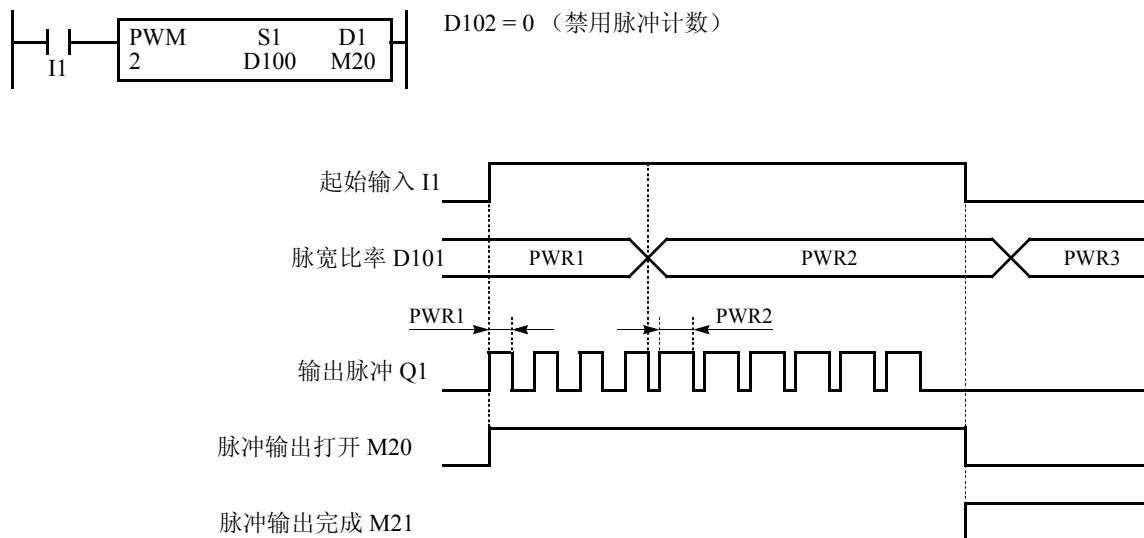 PWM S1 D1
2 D100 M20
I1
D102 = 0 （禁用脉冲计数）
起始输入 I1
脉宽比率 D101
PWR1 PWR2 PWR3
PWR1 PWR2
输出脉冲 Q1
脉冲输出打开 M20
脉冲输出完成 M21